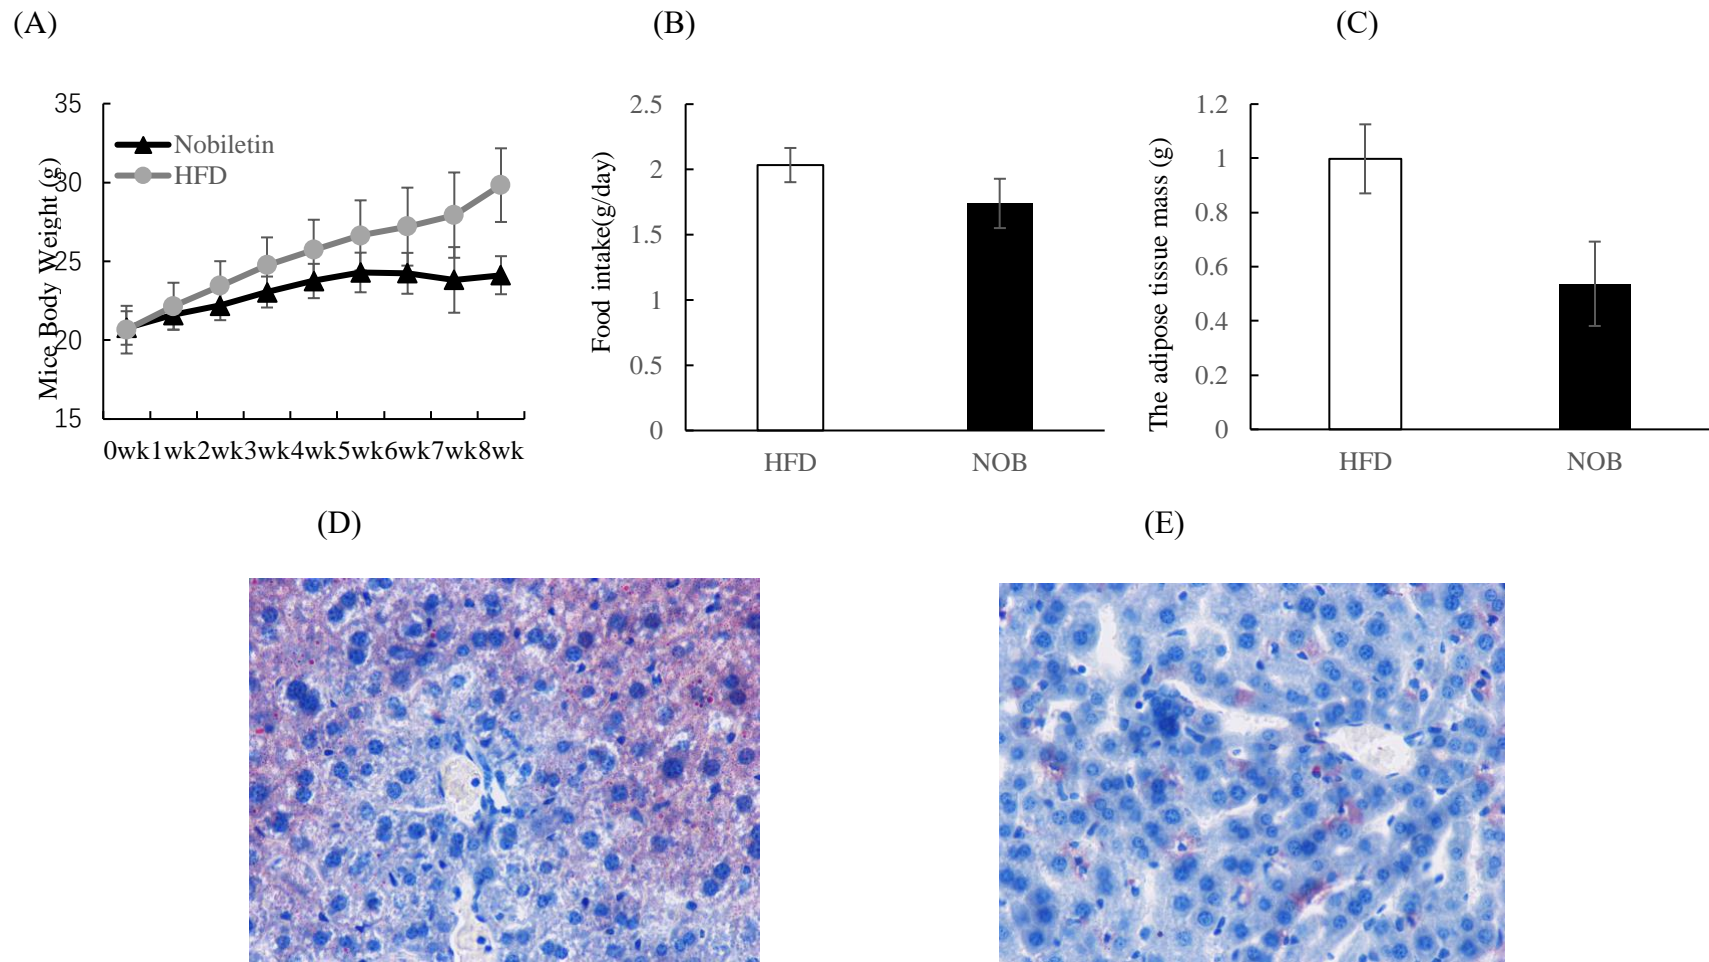 (A)
(B)
(C)
Mice Body Weight (g)
35
30
25
20
15
Nobiletin
HFD
0wk1wk2wk3wk4wk5wk6wk7wk8wk
Food intake(g/day)
2.5
2
1.5
1
0.5
0
HFD
NOB
The adipose tissue mass (g)
1.2
1
0.8
0.6
0.4
0.2
0
HFD
NOB
(D)
(E)